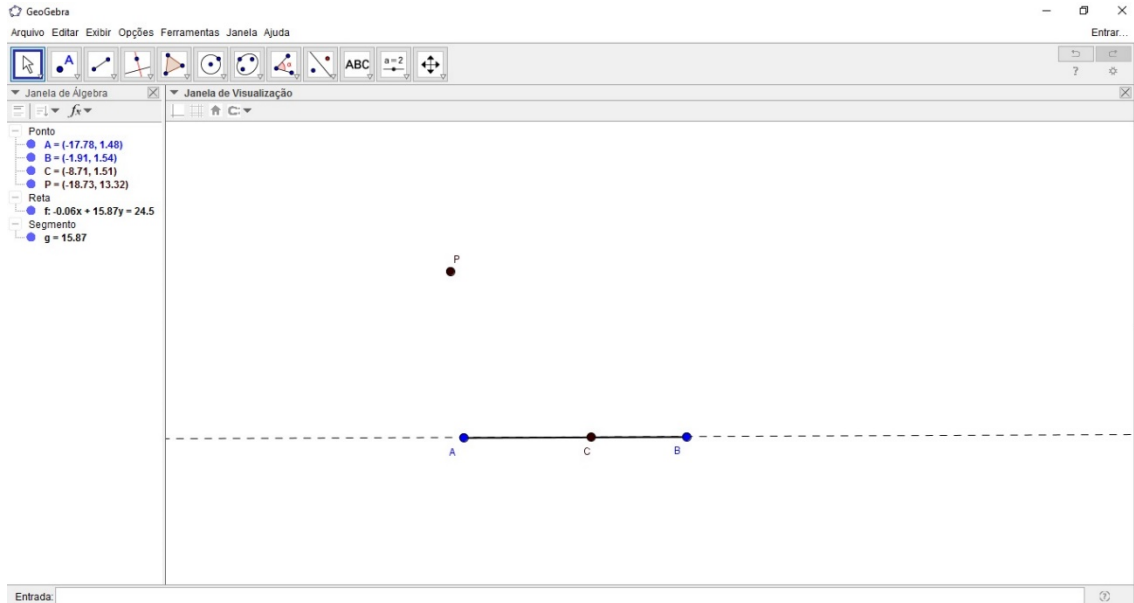 GeoGebra
Arquivo Editar Exibir Opções Ferramentas Janela Ajuda Entrar...
A ABC a=2 ?
Janela de Álgebra Janela de Visualização
fx
Ponto
A = (-17.78, 1.48)
B = (-1.91, 1.54)
C = (-8.71, 1.51)
P = (-18.73, 13.32)
Reta
f: -0.06x + 15.87y = 24.5
Segmento
g = 15.87
P
A C B
Entrada: ?